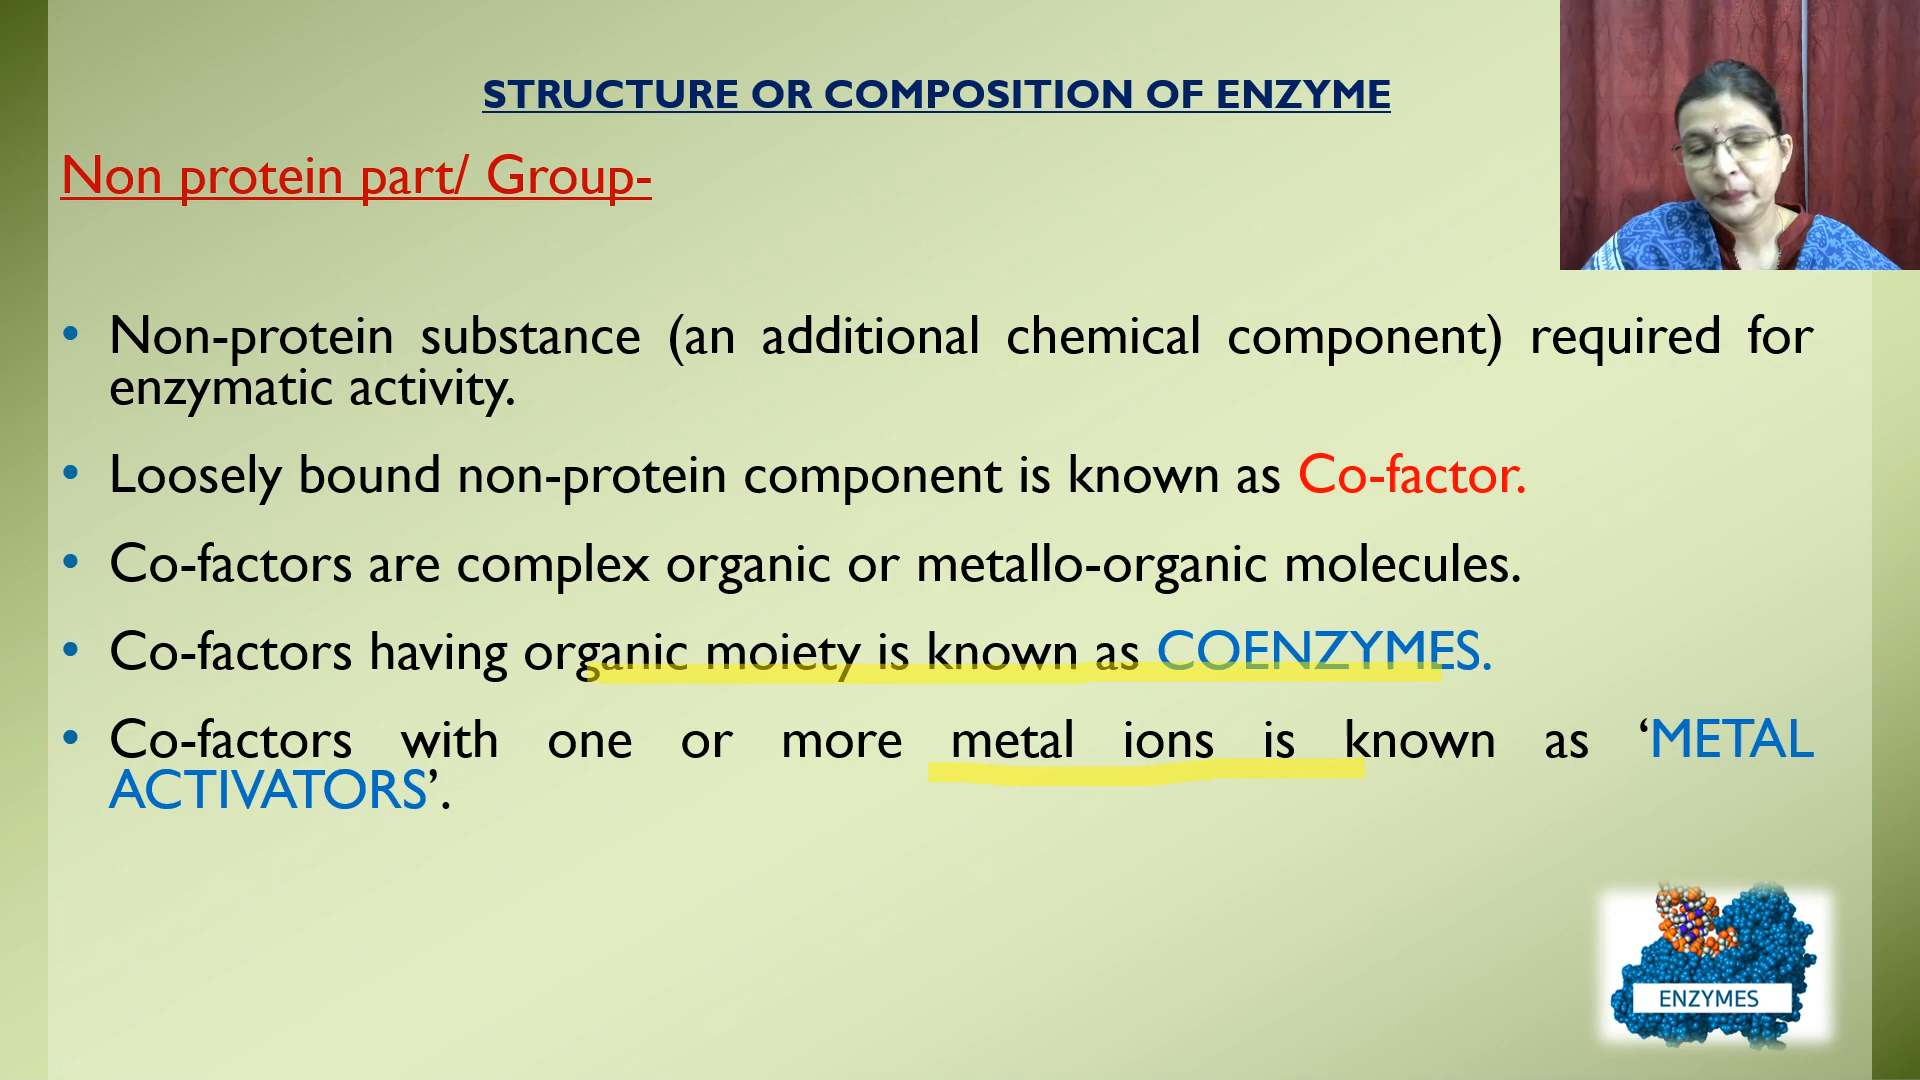 STRUCTURE OR COMPOSITION OF ENZYME
Non protein part/ Group-
• Non-protein substance (an additional chemical component) required for
enzymatic activity.
• Loosely bound non-protein component is known as Co-factor.
• Co-factors are complex organic or metallo-organic molecules.
• Co-factors having organic moiety is known as COENZYMES.
• Co-factors with one or more metal ions is known as ‘METAL
ACTIVATORS’.
ENZYMES